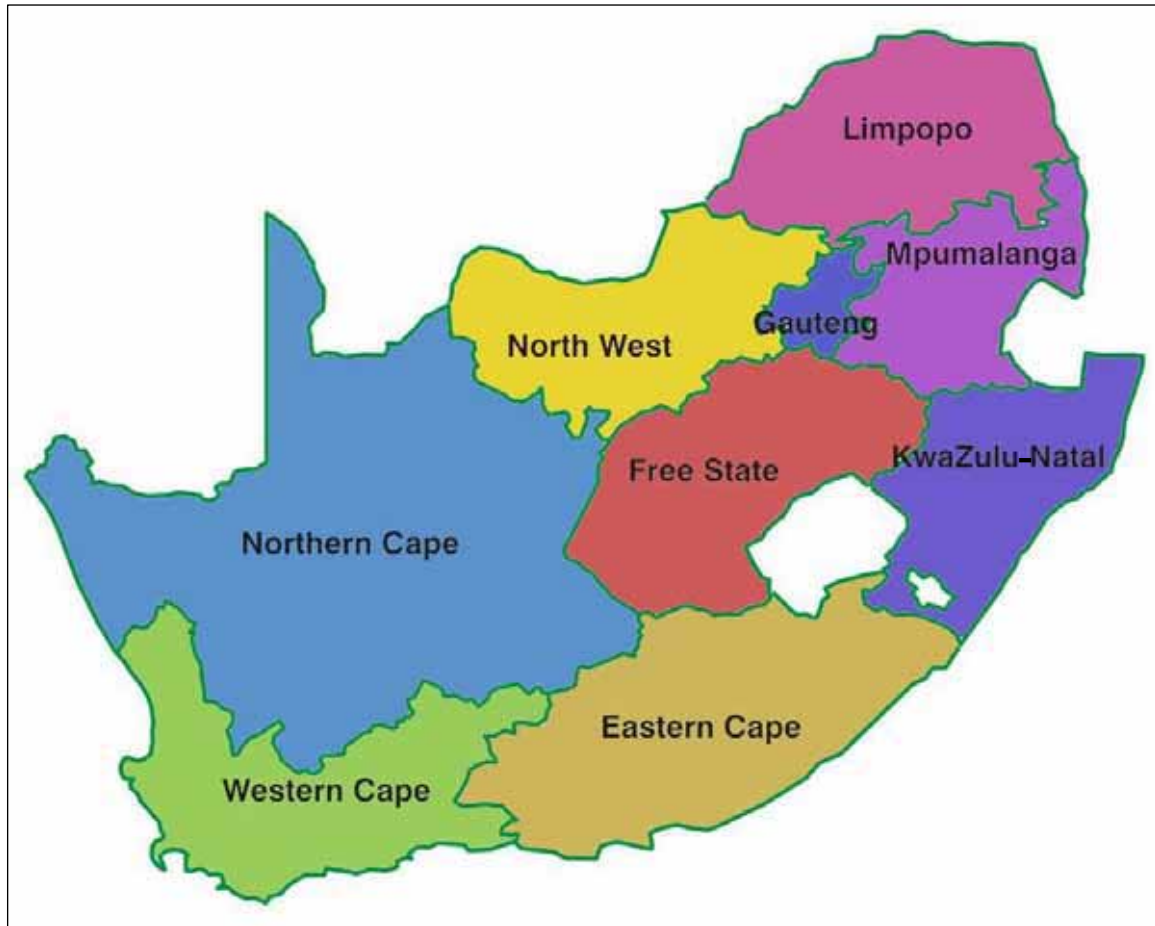 Limpopo
Mpumalanga
Gauteng
North West
KwaZulu-Natal
Free State
Northern Cape
Eastern Cape
Western Cape